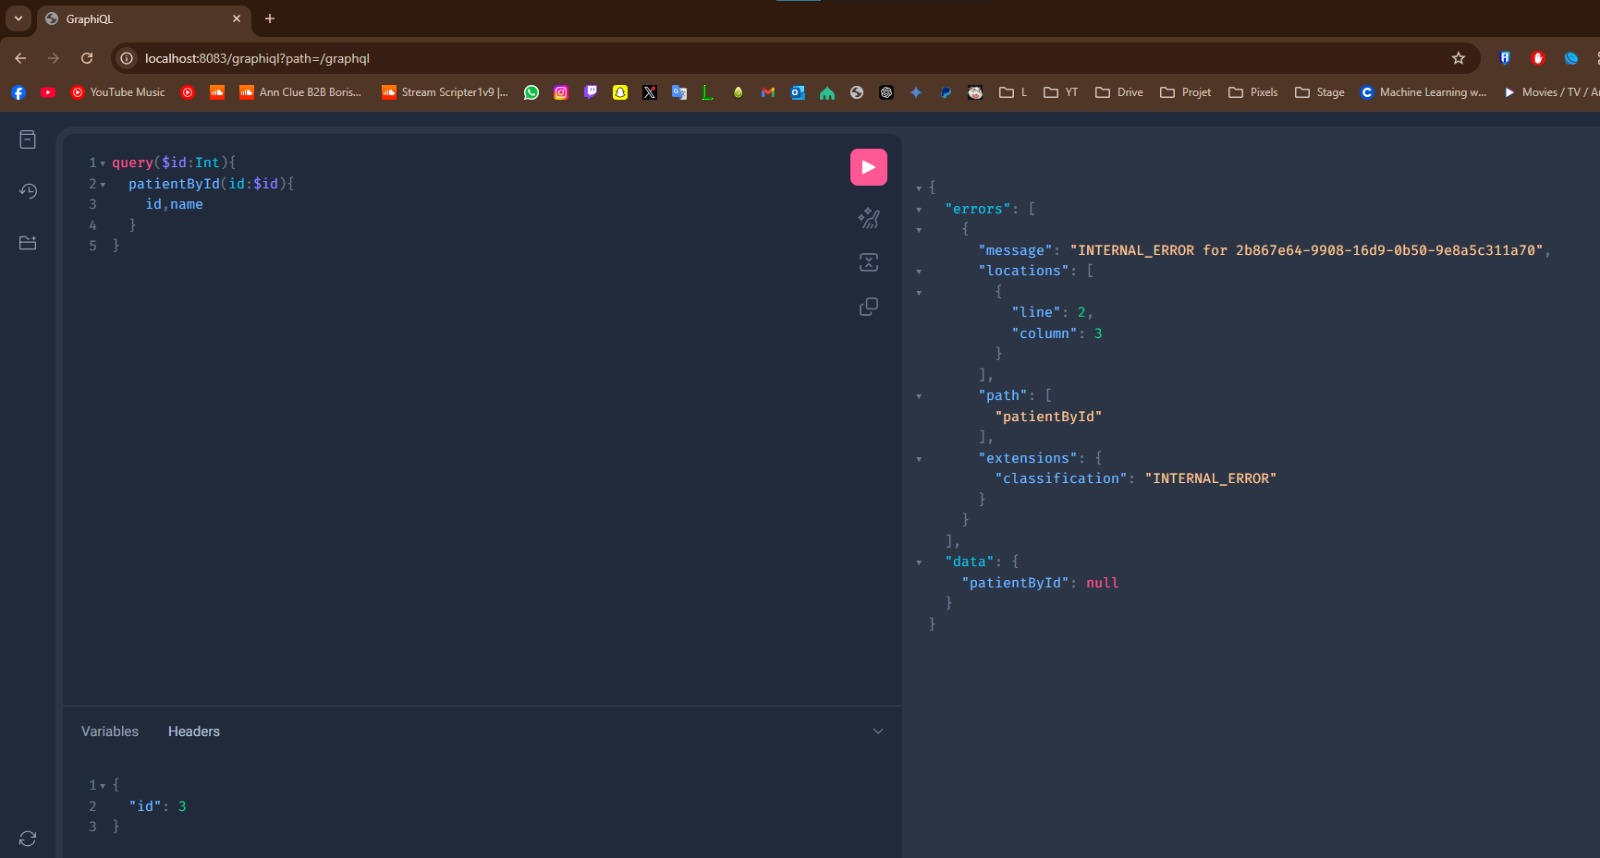 GraphiQL
localhost:8083/graphiql?path=/graphql
YouTube Music
Ann Clue B2B Boris...
Stream Scripter1v9 |...
L
YT
Drive
Projet
Pixels
Stage
Machine Learning w...
Movies / TV / A
1 query($id:Int){
2 patientById(id:$id){
3 id,name
4 }
5 }
{
"errors": [
{
"message": "INTERNAL_ERROR for 2b867e64-9908-16d9-0b50-9e8a5c311a70",
"locations": [
{
"line": 2,
"column": 3
}
],
"path": [
"patientById"
],
"extensions": {
"classification": "INTERNAL_ERROR"
}
}
],
"data": {
"patientById": null
}
}
Variables Headers
1 {
2 "id": 3
3 }